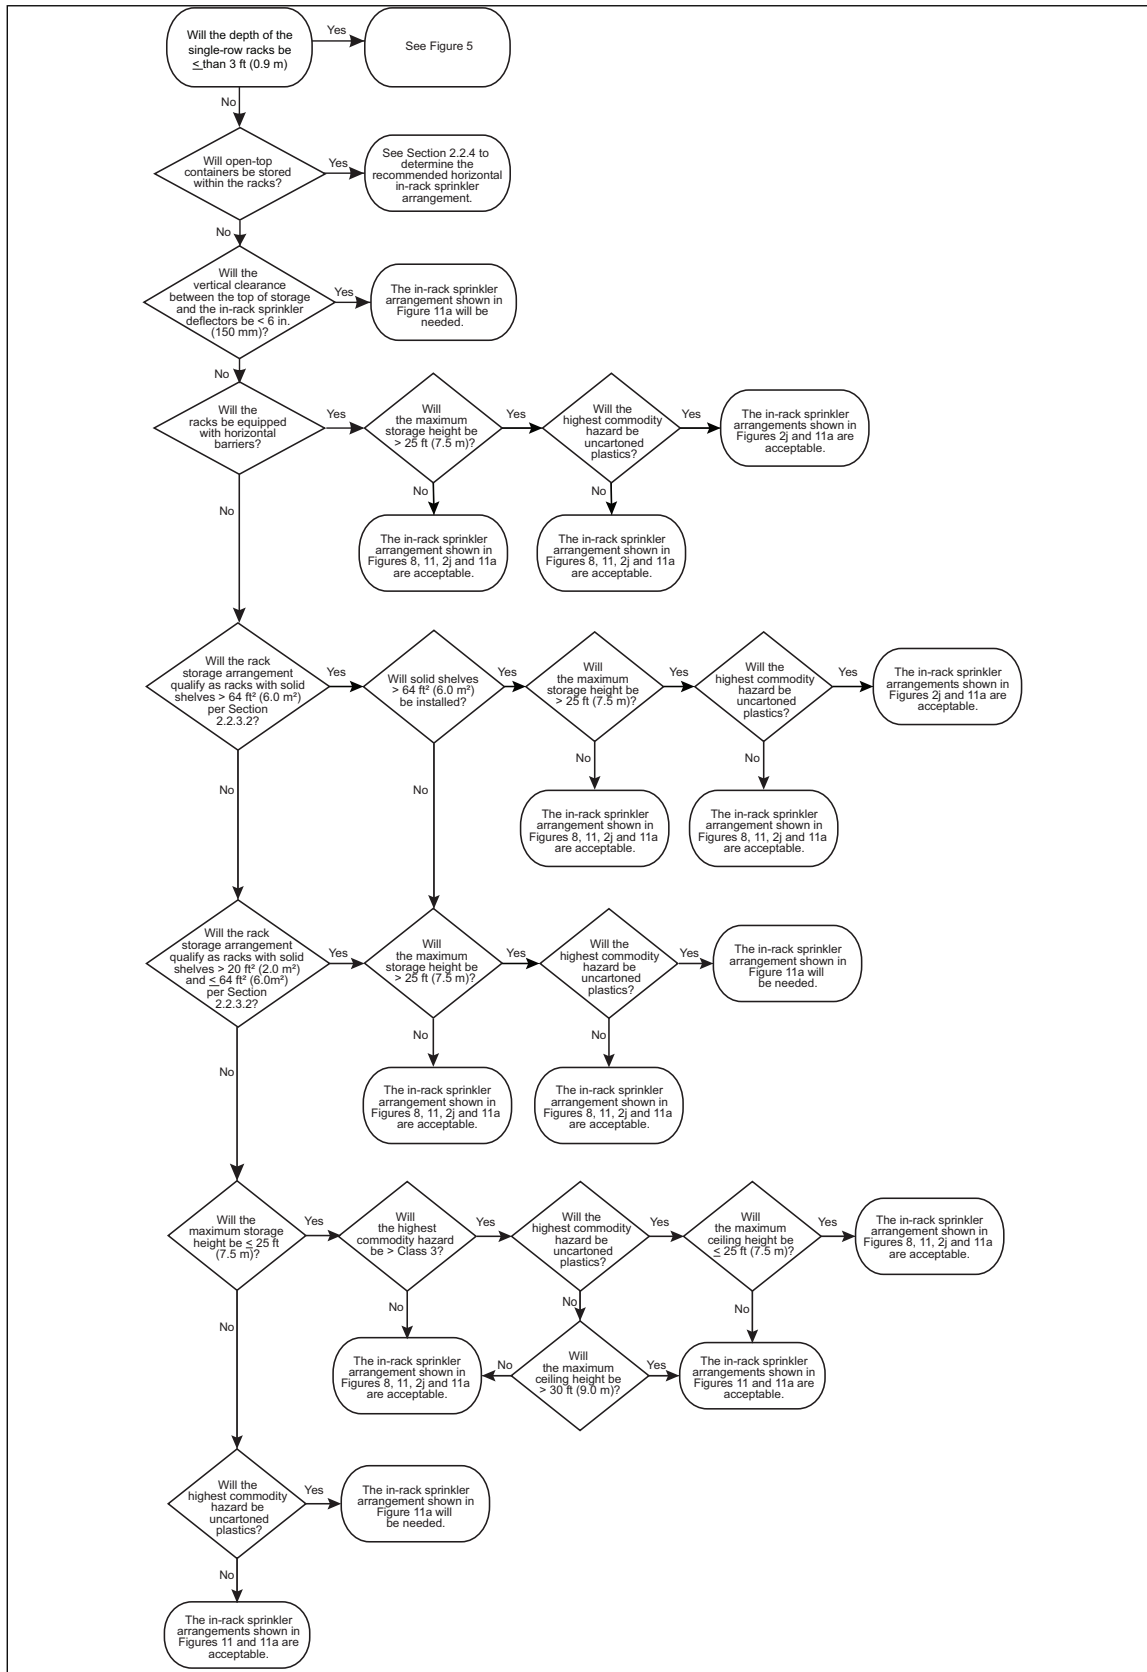 Will the depth of the
single-row racks be
≤ than 3 ft (0.9 m)
Yes
See Figure 5
No
Will open-top
containers be stored
within the racks?
Yes
See Section 2.2.4 to
determine the
recommended horizontal
in-rack sprinkler
arrangement.
No
Will the
vertical clearance
between the top of storage
and the in-rack sprinkler
deflectors be < 6 in.
(150 mm)?
Yes
The in-rack sprinkler
arrangement shown in
Figure 11a will be
needed.
No
Will the
racks be equipped
with horizontal
barriers?
Yes
Will
the maximum
storage height be
> 25 ft (7.5 m)?
Yes
Will the
highest commodity
hazard be
uncartoned
plastics?
Yes
The in-rack sprinkler
arrangements shown in
Figures 2j and 11a are
acceptable.
No
No
No
The in-rack sprinkler
arrangement shown in
Figures 8, 11, 2j and 11a
are acceptable.
The in-rack sprinkler
arrangement shown in
Figures 8, 11, 2j and 11a
are acceptable.
Will the rack
storage arrangement
qualify as racks with solid
shelves > 64 ft² (6.0 m²)
per Section
2.2.3.2?
Yes
Will solid shelves
> 64 ft² (6.0 m²)
be installed?
Yes
Will
the maximum
storage height be
> 25 ft (7.5 m)?
Yes
Will the
highest commodity
hazard be
uncartoned
plastics?
Yes
The in-rack sprinkler
arrangements shown in
Figures 2j and 11a are
acceptable.
No
No
No
No
The in-rack sprinkler
arrangement shown in
Figures 8, 11, 2j and 11a
are acceptable.
The in-rack sprinkler
arrangement shown in
Figures 8, 11, 2j and 11a
are acceptable.
Will the rack
storage arrangement
qualify as racks with solid
shelves > 20 ft² (2.0 m²)
and ≤ 64 ft² (6.0m²)
per Section
2.2.3.2?
Yes
Will
the maximum
storage height be
> 25 ft (7.5 m)?
Yes
Will the
highest commodity
hazard be
uncartoned
plastics?
Yes
The in-rack sprinkler
arrangement shown in
Figure 11a will
be needed.
No
No
No
The in-rack sprinkler
arrangement shown in
Figures 8, 11, 2j and 11a
are acceptable.
The in-rack sprinkler
arrangement shown in
Figures 8, 11, 2j and 11a
are acceptable.
Will the
maximum storage
height be ≤ 25 ft
(7.5 m)?
Yes
Will
the highest
commodity hazard
be > Class 3?
Yes
Will the
highest commodity
hazard be
uncartoned
plastics?
Yes
Will
the maximum
ceiling height be
≤ 25 ft (7.5 m)?
Yes
The in-rack sprinkler
arrangement shown in
Figures 8, 11, 2j and 11a
are acceptable.
No
No
No
No
The in-rack sprinkler
arrangement shown in
Figures 8, 11, 2j and 11a
are acceptable.
No
Will
the maximum
ceiling height be
> 30 ft (9.0 m)?
Yes
The in-rack sprinkler
arrangements shown in
Figures 11 and 11a are
acceptable.
Will the
highest commodity
hazard be
uncartoned
plastics?
Yes
The in-rack sprinkler
arrangement shown in
Figure 11a will
be needed.
No
The in-rack sprinkler
arrangements shown in
Figures 11 and 11a are
acceptable.